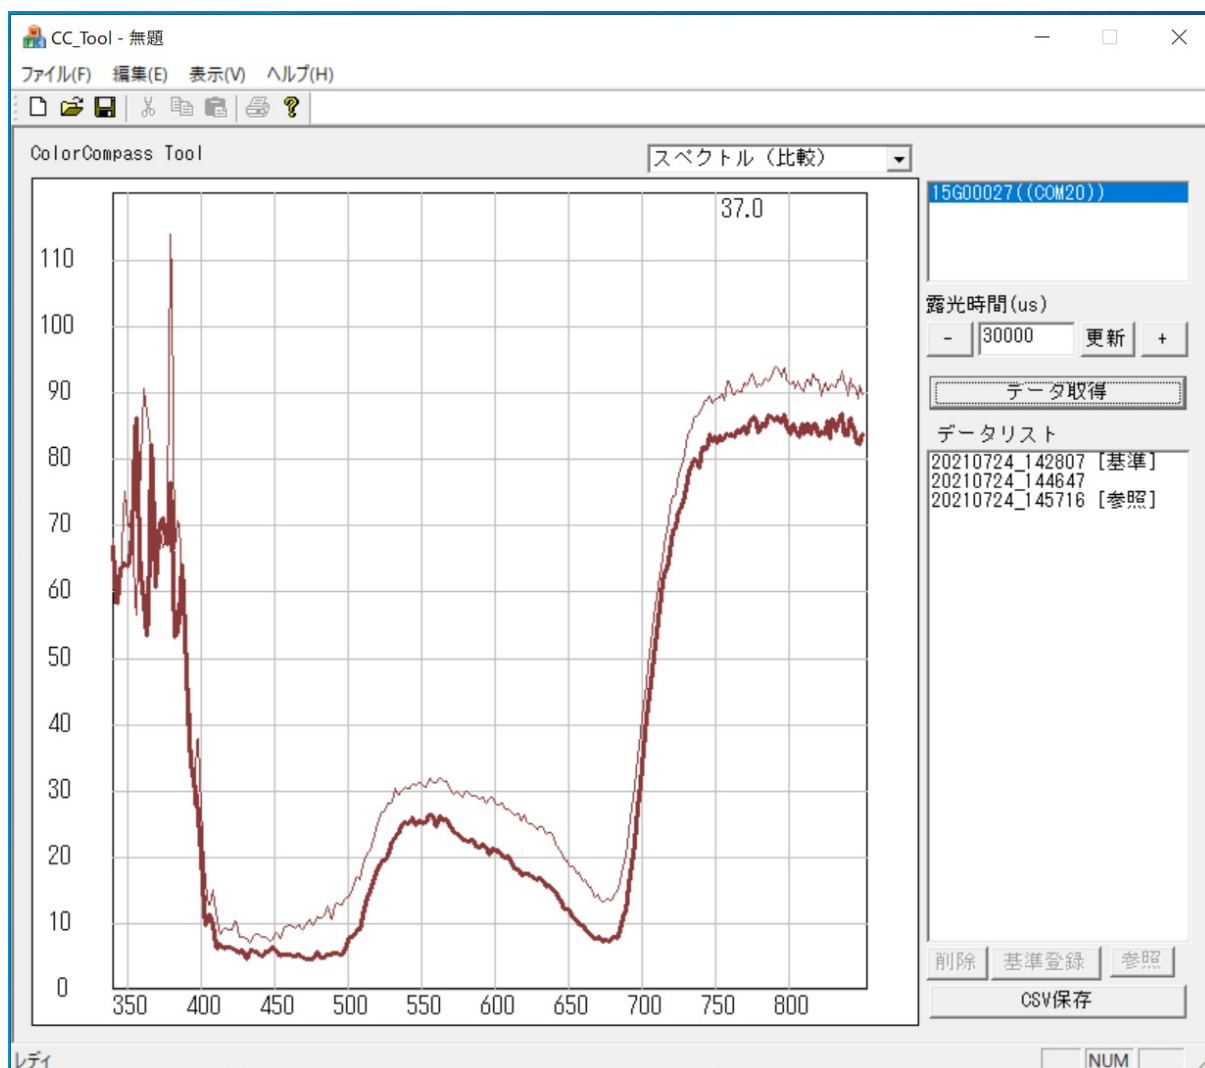 CC_Tool - 無題
ファイル(F) 編集(E) 表示(V) ヘルプ(H)
ColorCompass Tool
スペクトル（比較）
37.0
110
100
90
80
70
60
50
40
30
20
10
0
350 400 450 500 550 600 650 700 750 800
15G00027((COM20))
露光時間(us)
- 30000 更新 +
データ取得
データリスト
20210724_142807 [基準]
20210724_144647
20210724_145716 [参照]
削除 基準登録 参照
CSV保存
レディ
NUM